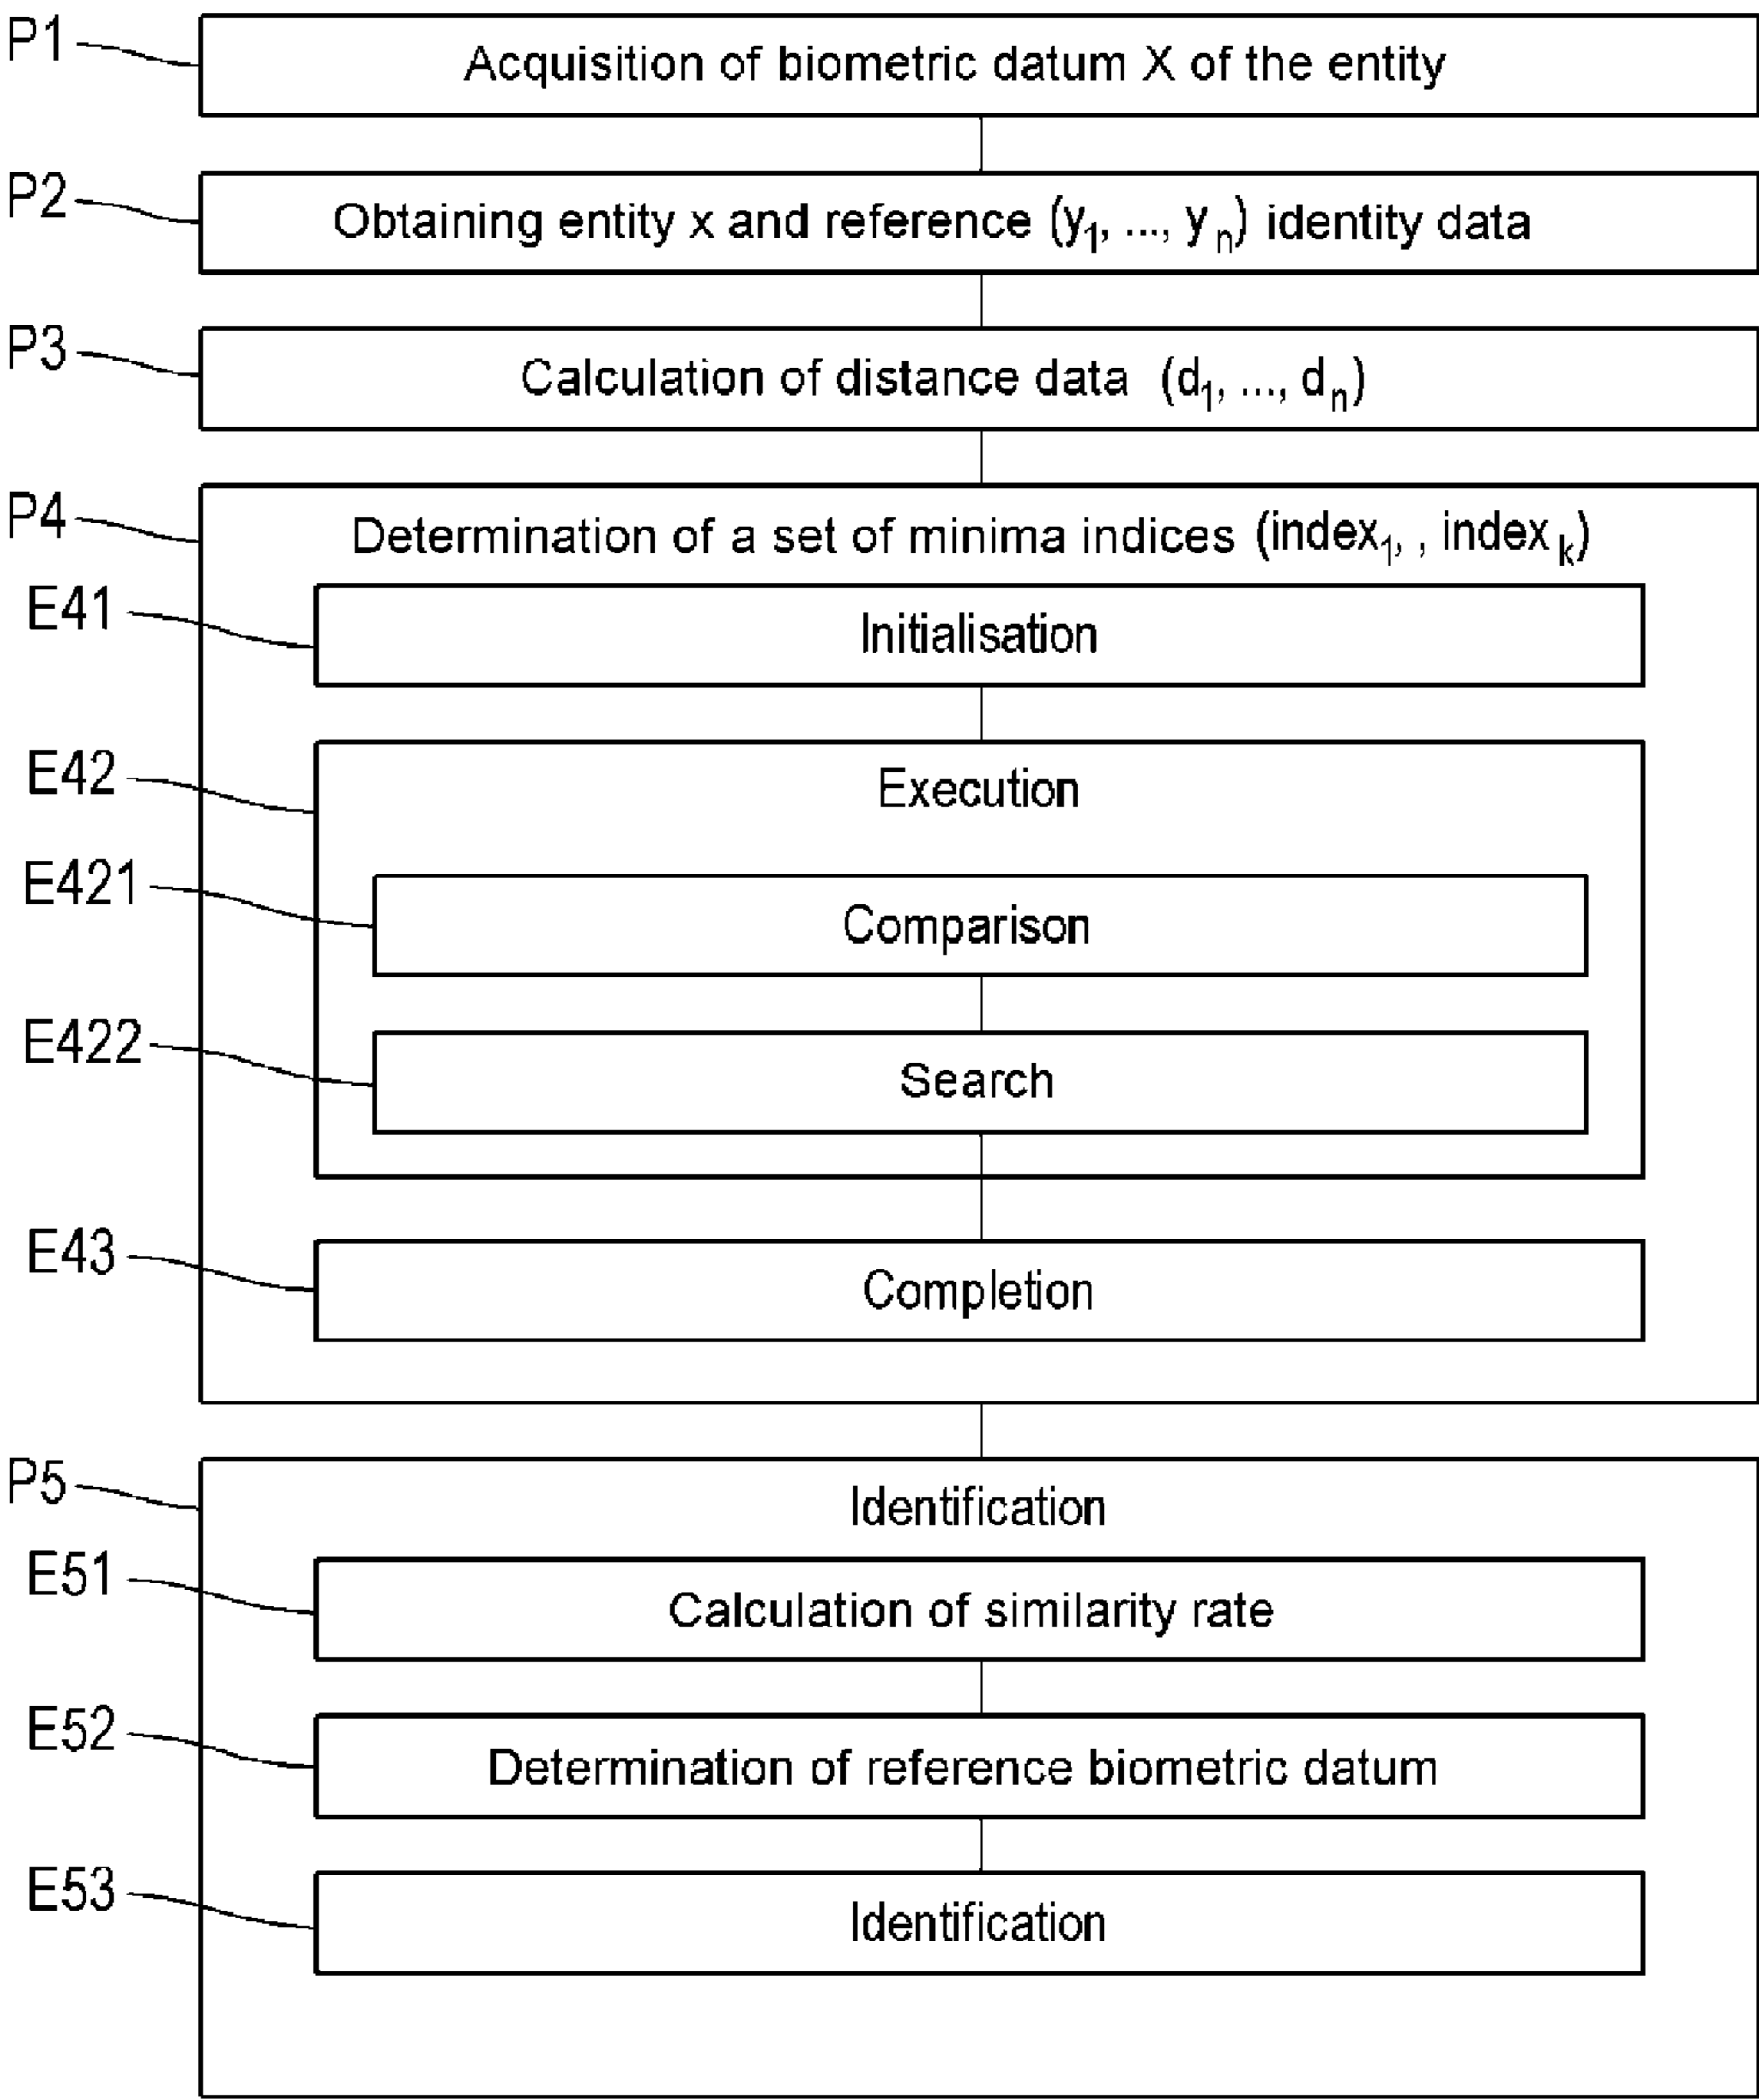 P1 Acquisition of biometric datum X of the entity
P2 Obtaining entity x and reference (y₁, ..., yₙ) identity data
P3 Calculation of distance data (d₁, ..., dₙ)
P4 Determination of a set of minima indices (index₁, , indexₖ)
E41 Initialisation
E42 Execution
E421 Comparison
E422 Search
E43 Completion
P5 Identification
E51 Calculation of similarity rate
E52 Determination of reference biometric datum
E53 Identification